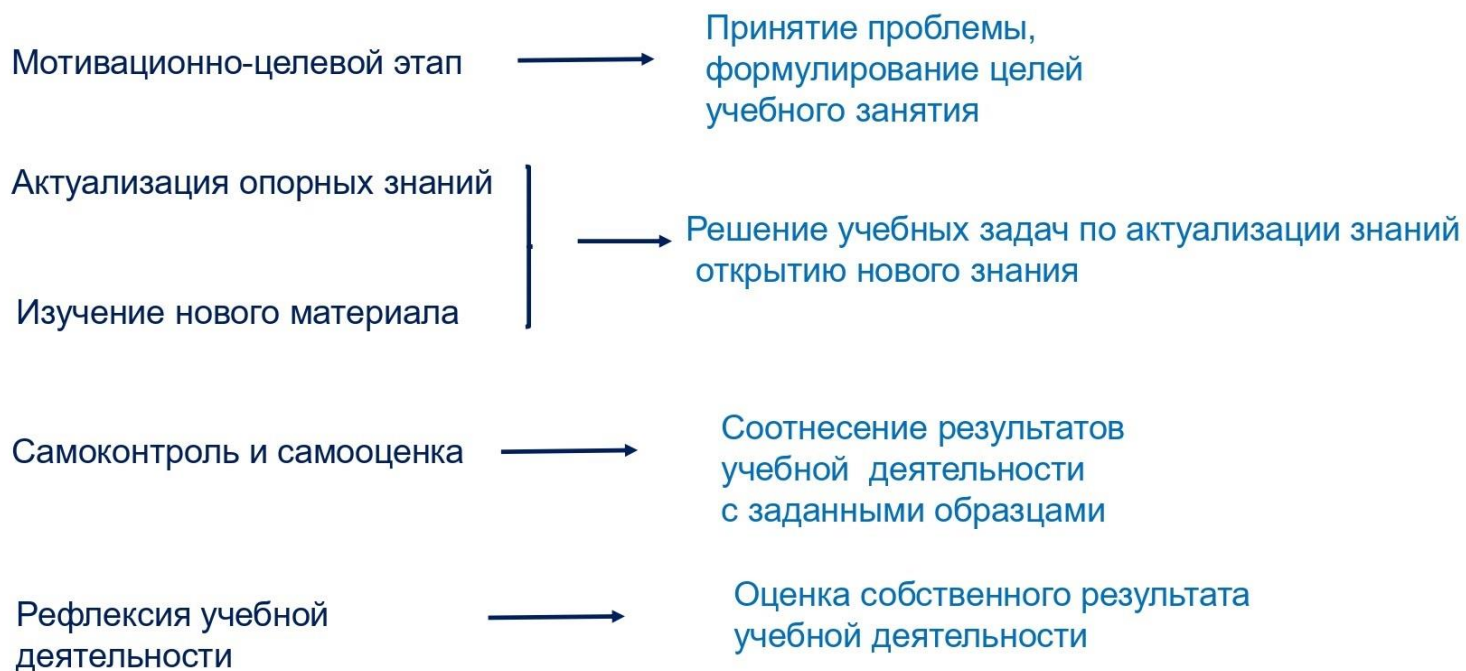 Мотивационно-целевой этап
Принятие проблемы,
формулирование целей
учебного занятия
Актуализация опорных знаний
Изучение нового материала
Решение учебных задач по актуализации знаний
открытию нового знания
Самоконтроль и самооценка
Соотнесение результатов
учебной деятельности
с заданными образцами
Рефлексия учебной
деятельности
Оценка собственного результата
учебной деятельности